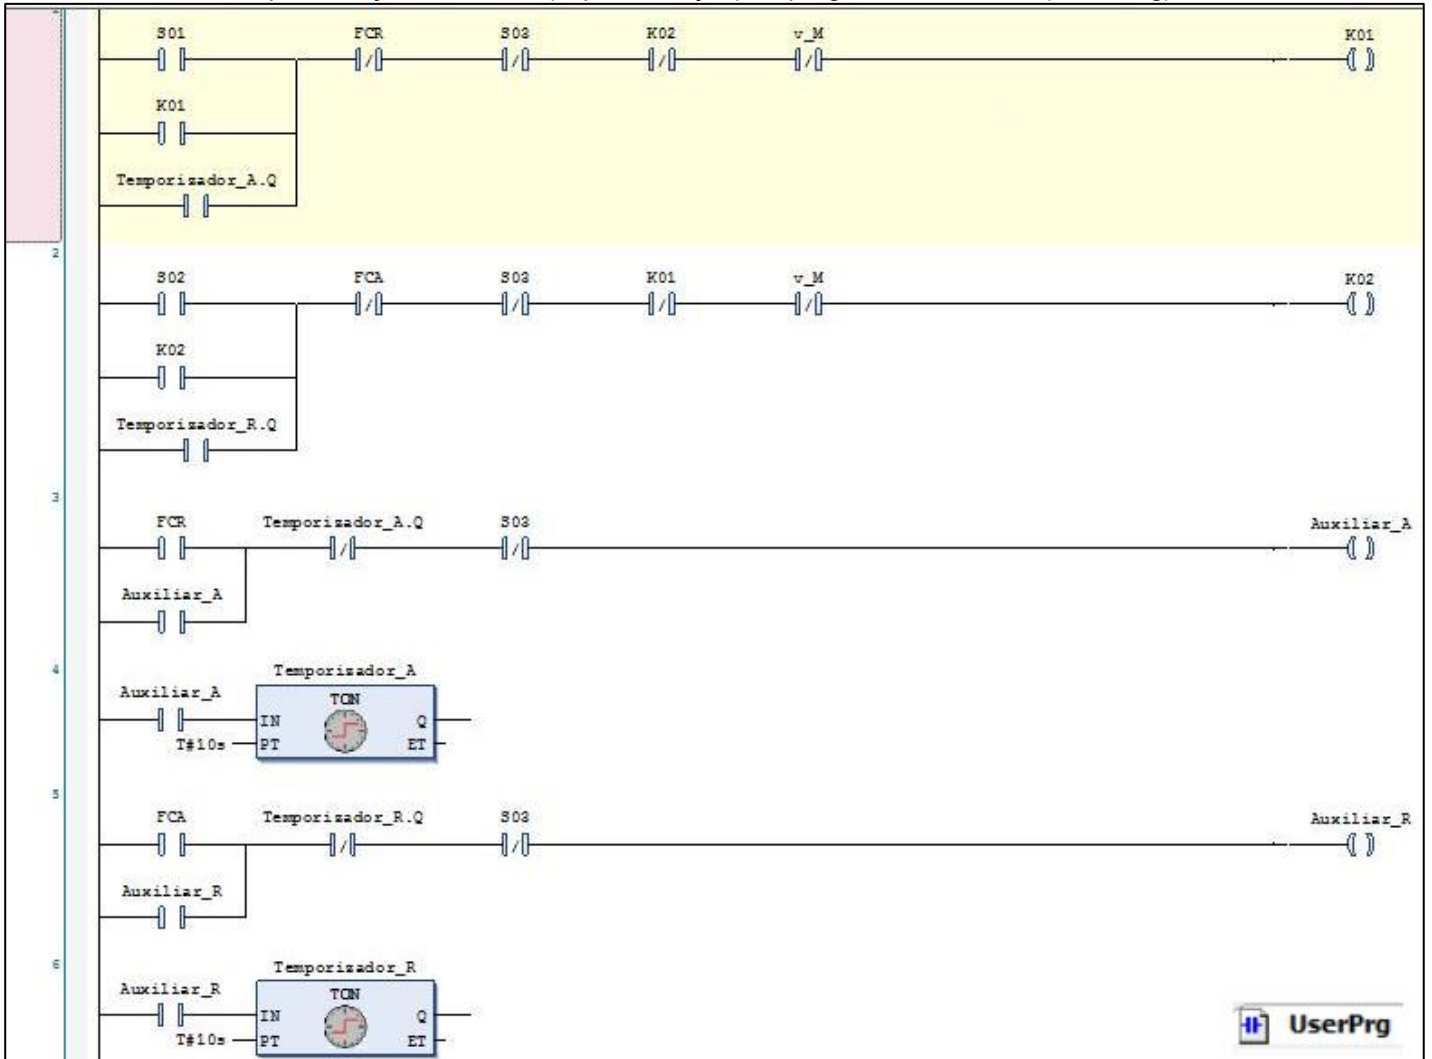 S01 FCR S03 K02 v_M K01
K01
Temporizador_A.Q
2
S02 FCA S03 K01 v_M K02
K02
Temporizador_R.Q
3
FCR Temporizador_A.Q S03 Auxiliar_A
Auxiliar_A
4
Temporizador_A
Auxiliar_A TON
IN Q
T#10s PT ET
5
FCA Temporizador_R.Q S03 Auxiliar_R
Auxiliar_R
6
Temporizador_R
Auxiliar_R TON
IN Q
T#10s PT ET
UserPrg